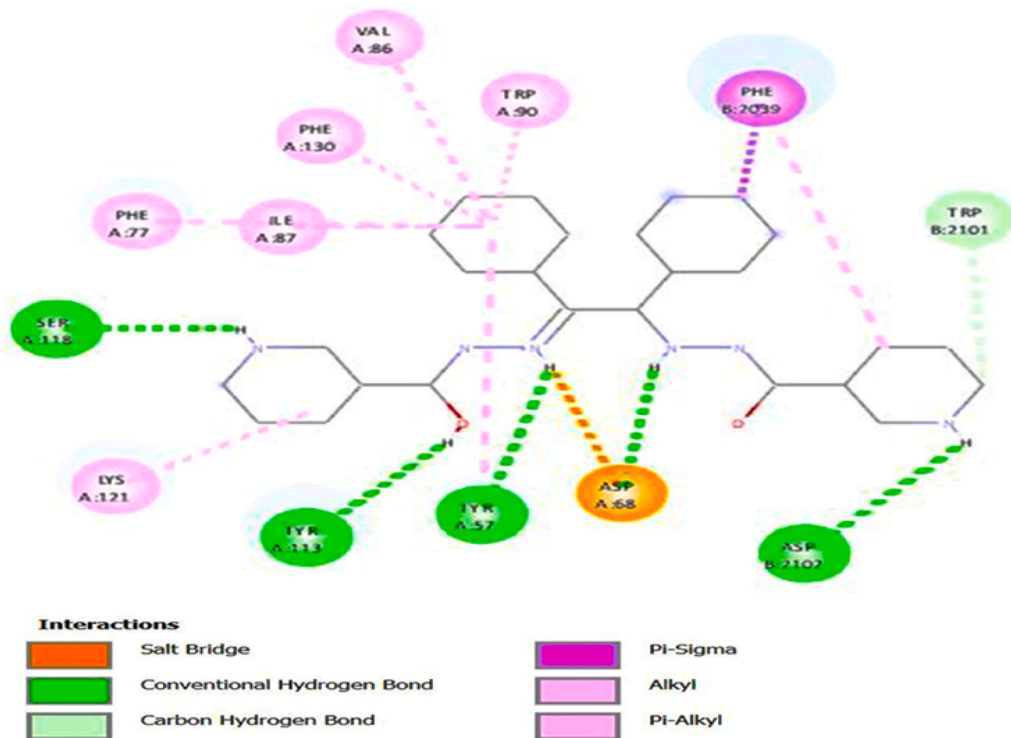 VAL
A:86
TRP
A:90
PHE
B:2039
PHE
A:130
PHE
A:77
ILE
A:87
TRP
B:2101
SER
A:118
H
N
N
N
H
H
N
N
O
H
O
N
H
LYS
A:121
TYR
A:113
TYR
A:57
ASP
A:68
ASP
B:2102
Interactions
Salt Bridge
Conventional Hydrogen Bond
Carbon Hydrogen Bond
Pi-Sigma
Alkyl
Pi-Alkyl